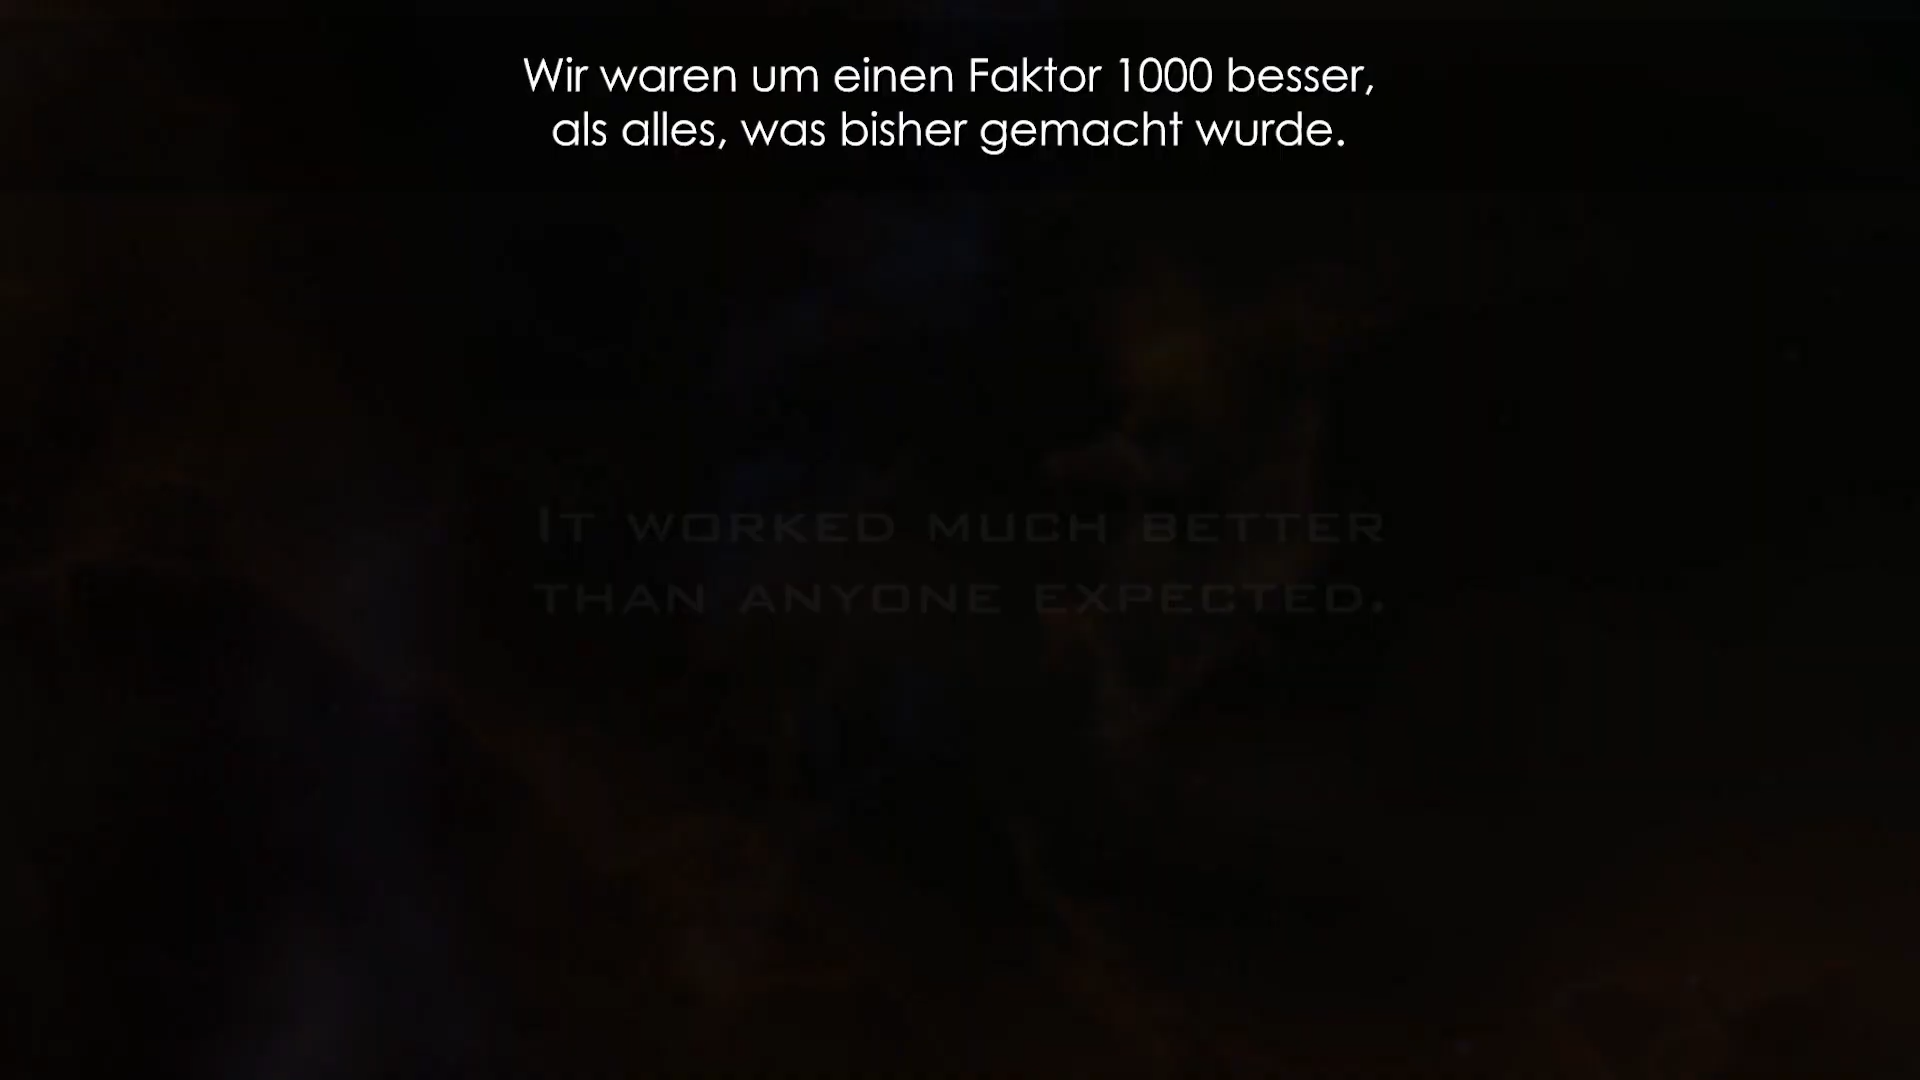 Wir waren um einen Faktor 1000 besser,
als alles, was bisher gemacht wurde.
It worked much better
than anyone expected.